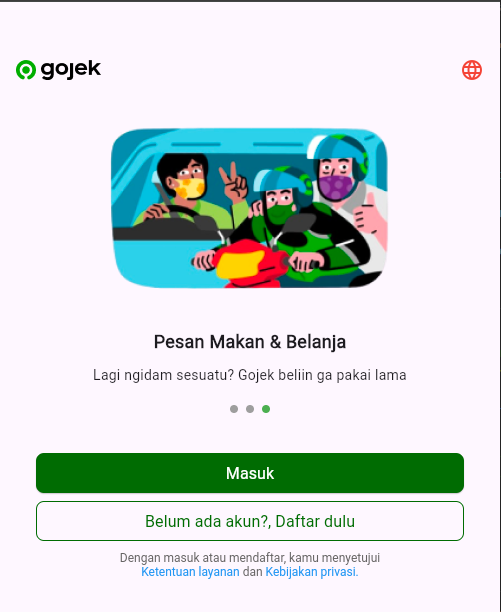 gojek
Pesan Makan & Belanja
Lagi ngidam sesuatu? Gojek beliin ga pakai lama
Masuk
Belum ada akun?, Daftar dulu
Dengan masuk atau mendaftar, kamu menyetujui
Ketentuan layanan dan Kebijakan privasi.